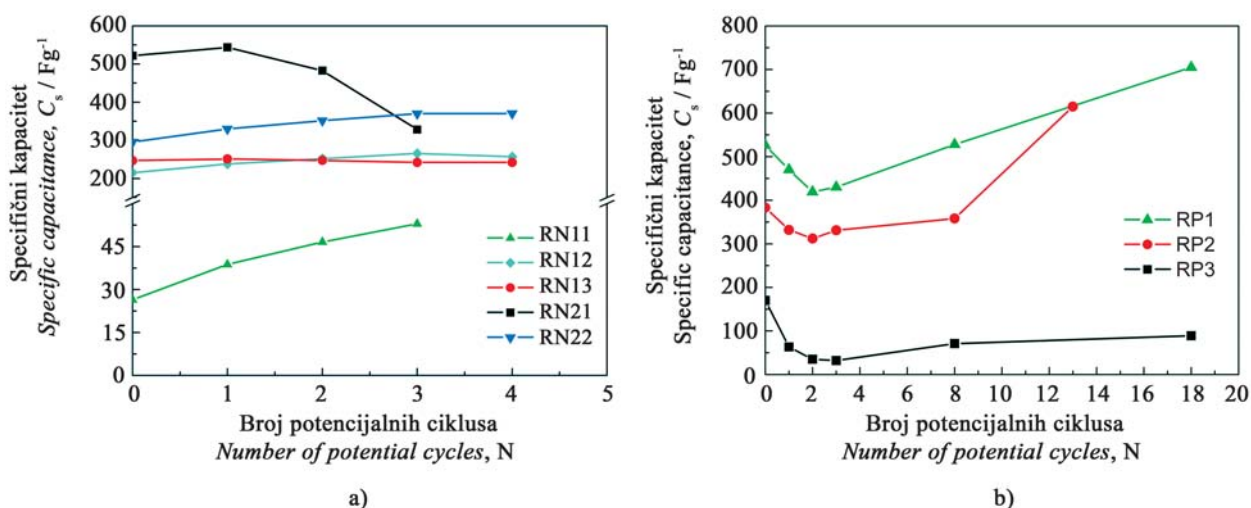 Specifični kapacitet
Specific capacitance, Cs / Fg-1
600
500
400
300
200
45
30
15
0
RN11
RN12
RN13
RN21
RN22
0 1 2 3 4 5
Broj potencijalnih ciklusa
Number of potential cycles, N
a)
Specifični kapacitet
Specific capacitance, Cs / Fg-1
800
700
600
500
400
300
200
100
0
RP1
RP2
RP3
0 2 4 6 8 10 12 14 16 18 20
Broj potencijalnih ciklusa
Number of potential cycles, N
b)